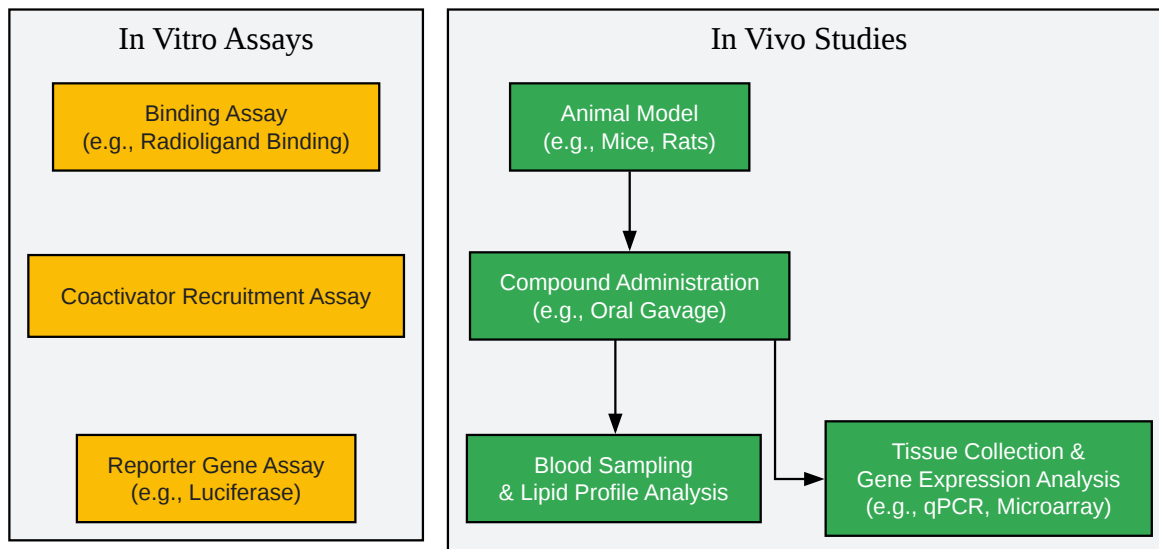 In Vitro Assays
Binding Assay
(e.g., Radioligand Binding)
Coactivator Recruitment Assay
Reporter Gene Assay
(e.g., Luciferase)
In Vivo Studies
Animal Model
(e.g., Mice, Rats)
Compound Administration
(e.g., Oral Gavage)
Blood Sampling
& Lipid Profile Analysis
Tissue Collection &
Gene Expression Analysis
(e.g., qPCR, Microarray)